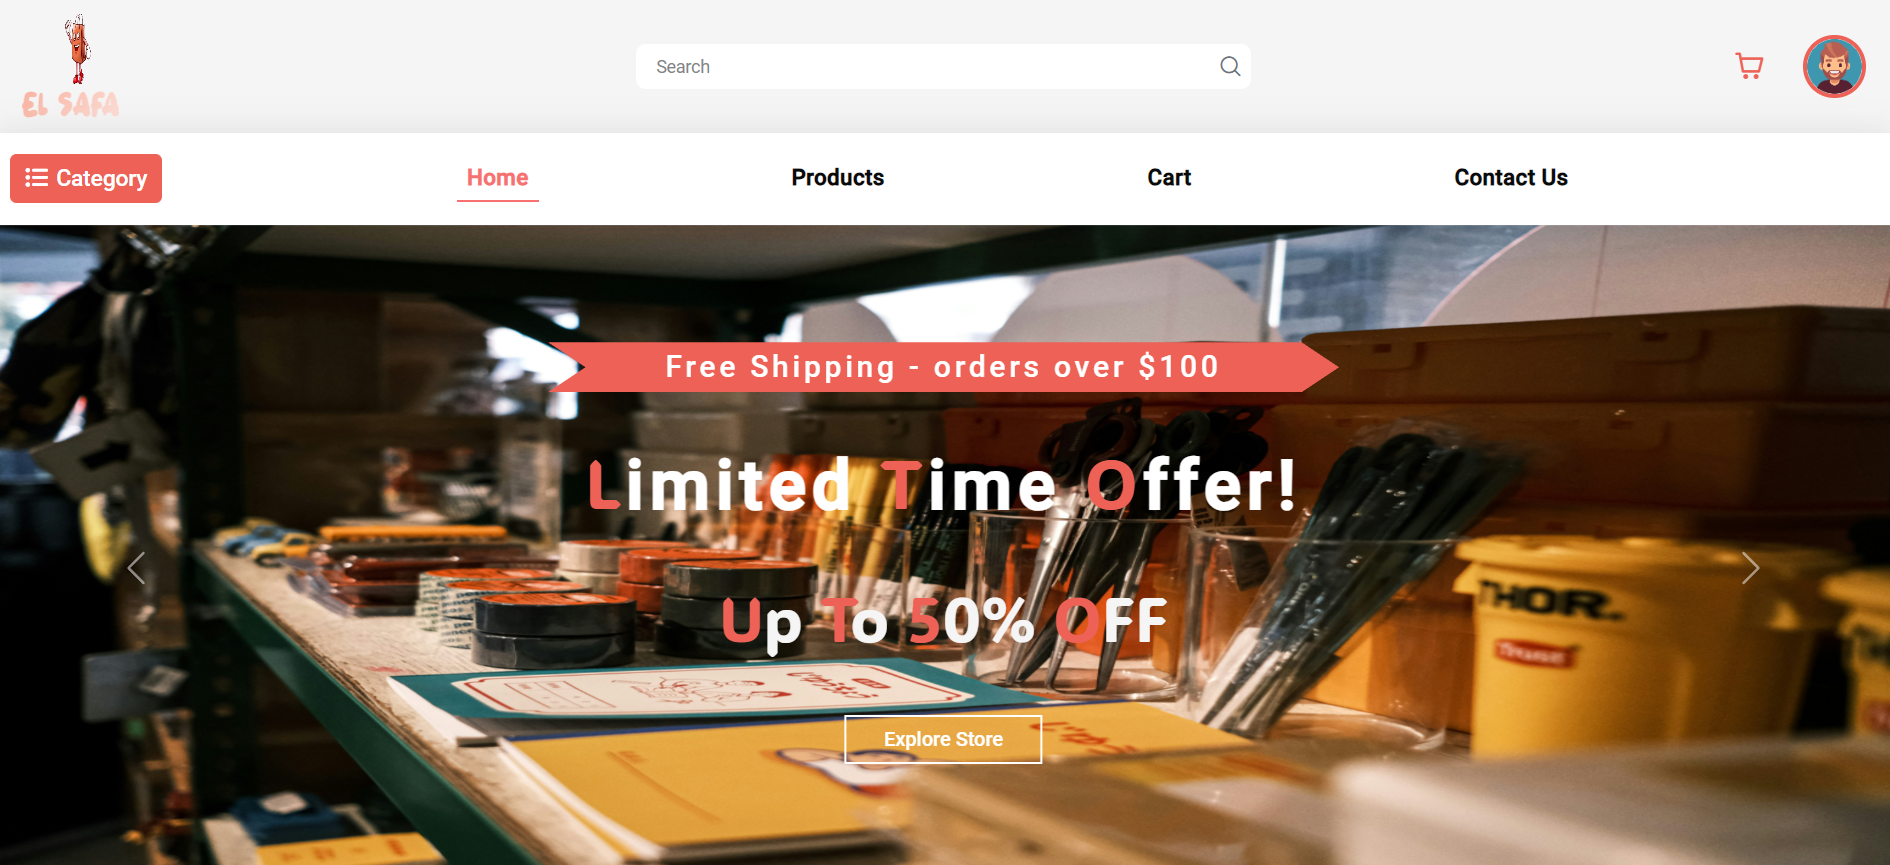 EL SAFA
Search
Category
Home
Products
Cart
Contact Us
Free Shipping - orders over $100
Limited Time Offer!
Up To 50% OFF
THOR.
Trust
Explore Store